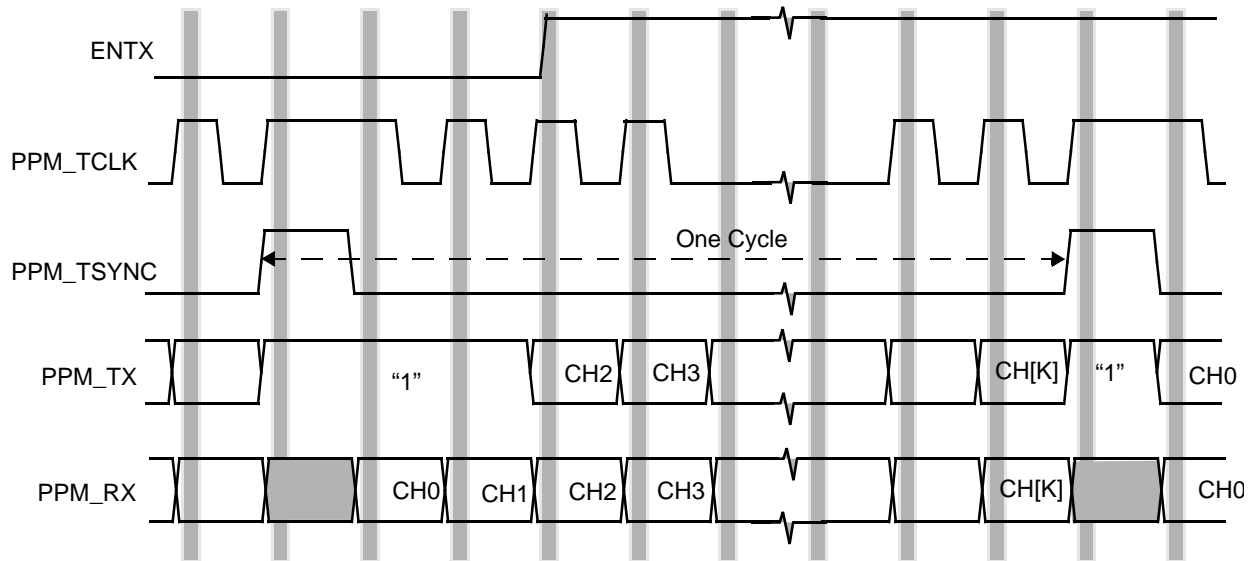 ENTX
PPM_TCLK
One Cycle
PPM_TSYNC
PPM_TX “1” CH2 CH3 CH[K] “1” CH0
PPM_RX CH0 CH1 CH2 CH3 CH[K] CH0